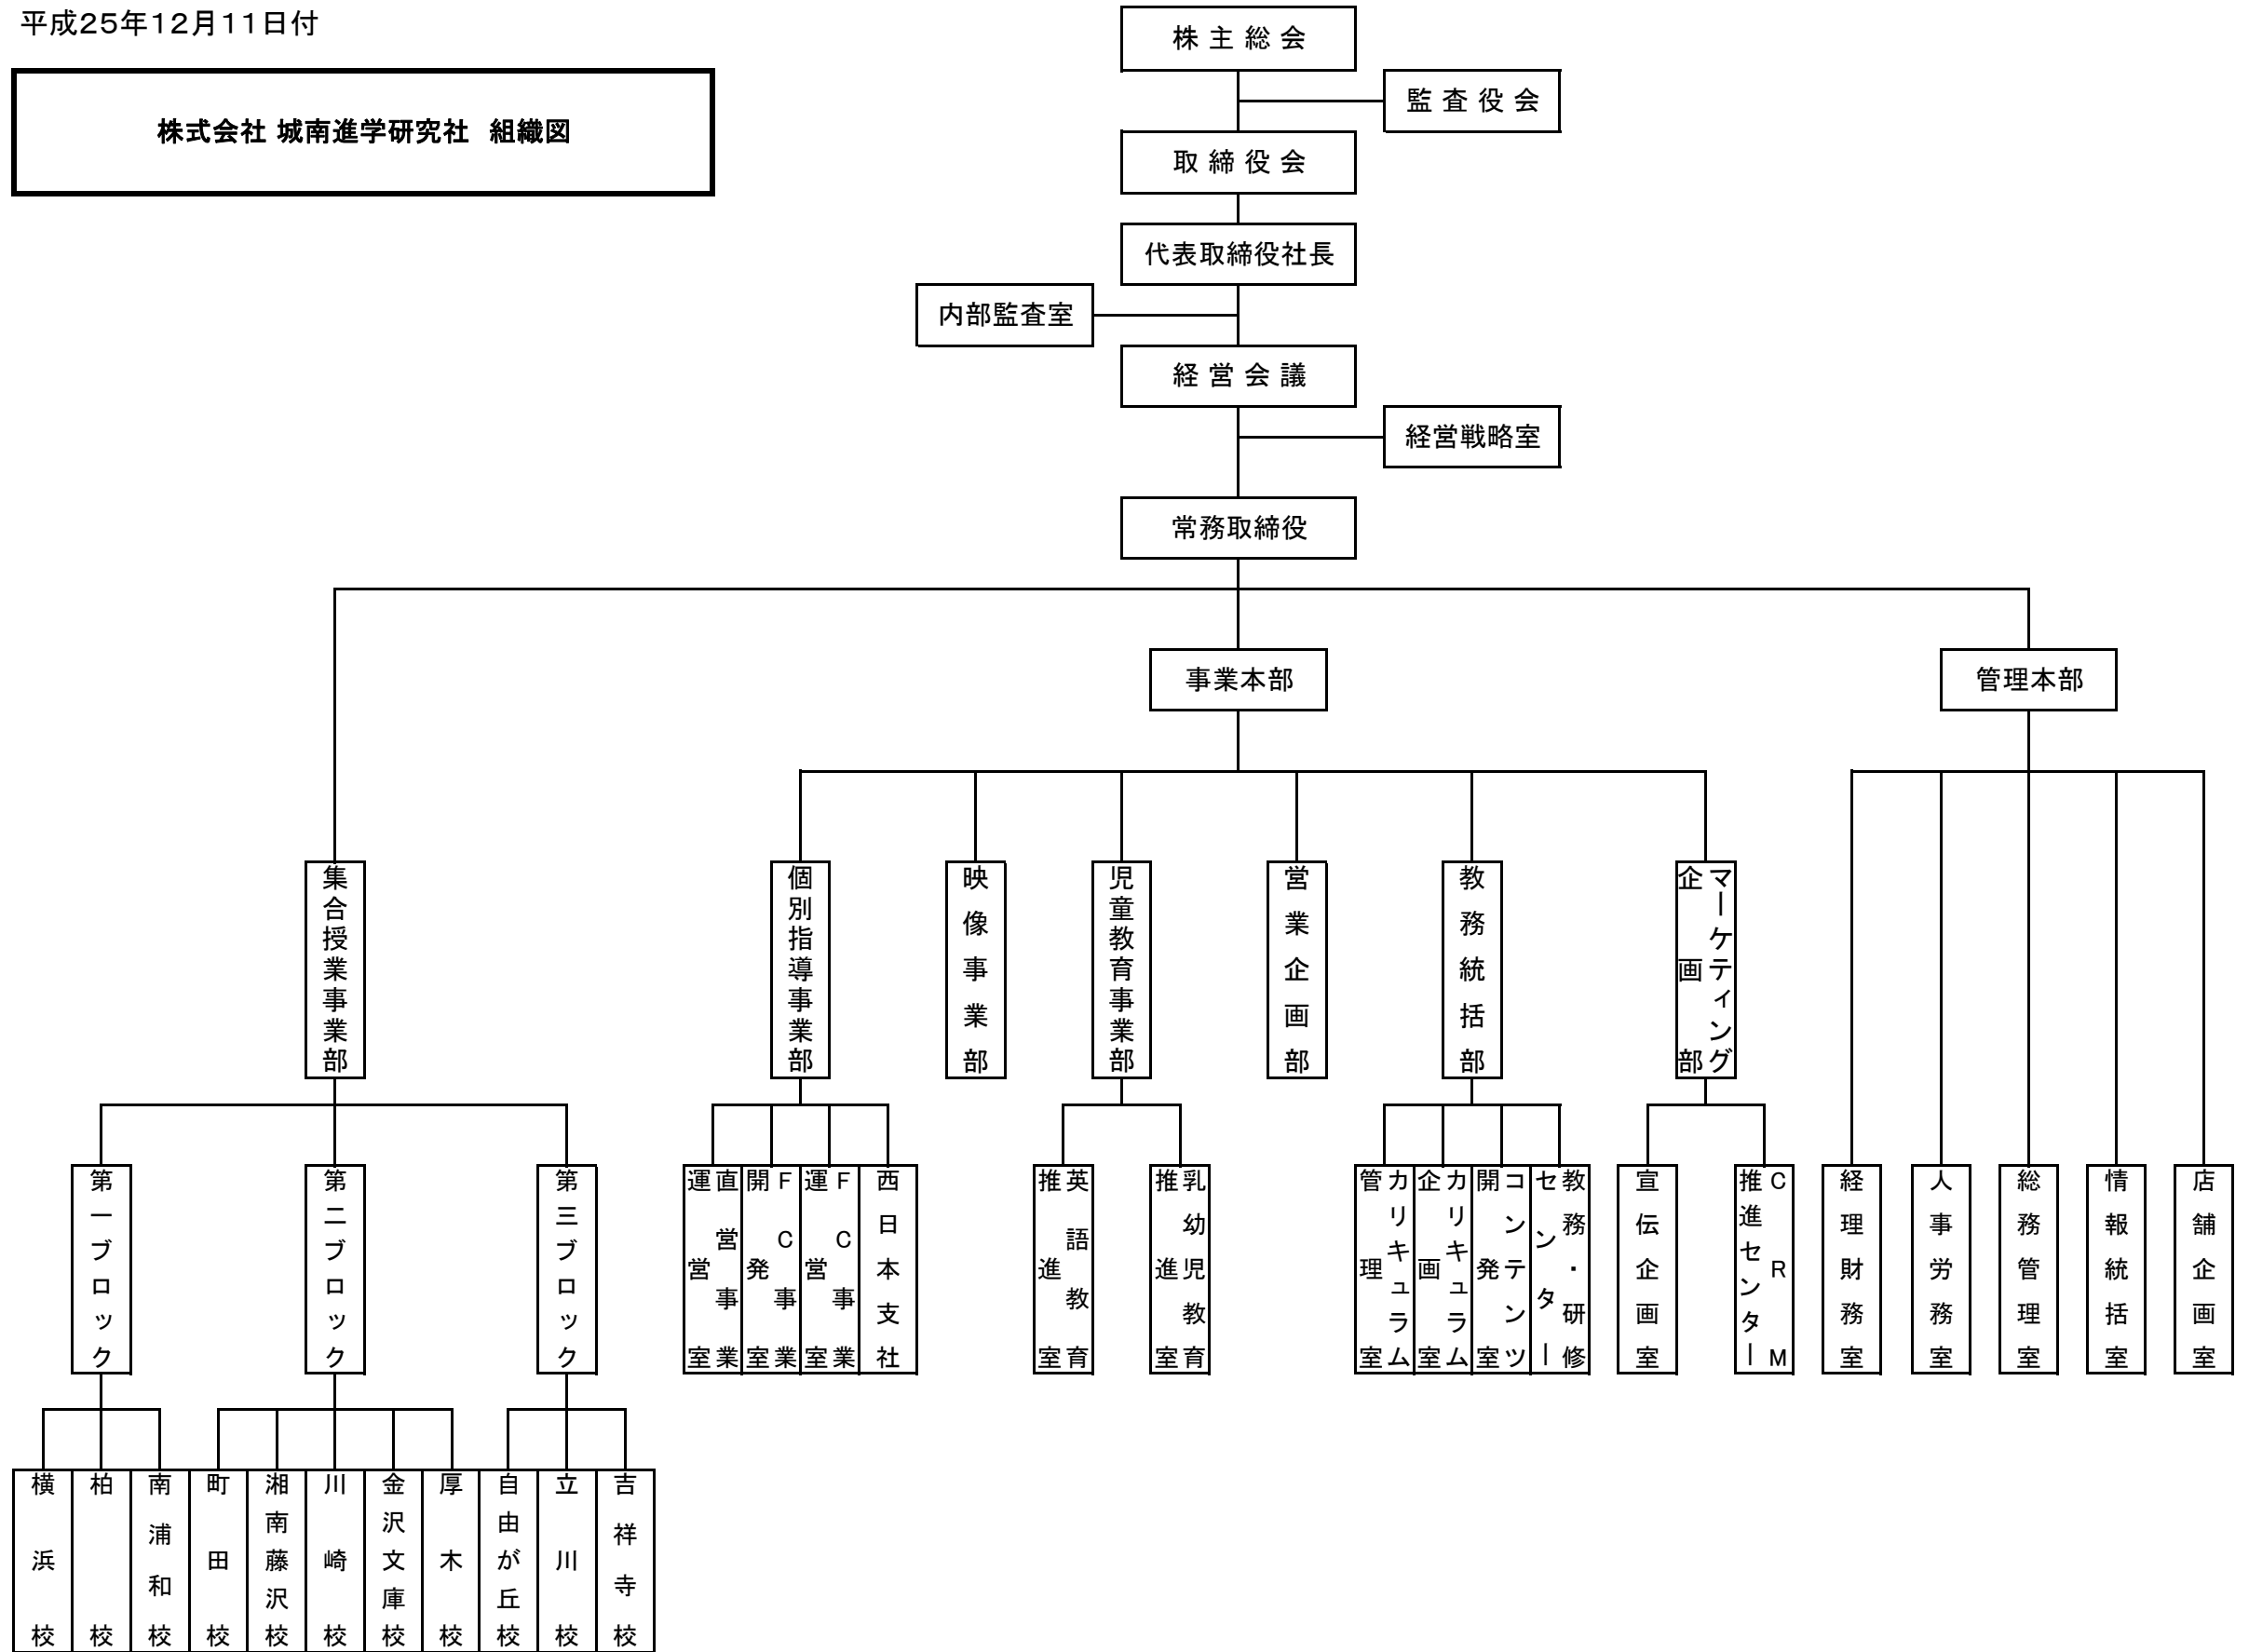 平成25年12月11日付
株式会社 城南進学研究社 組織図
株主総会
監査役会
取締役会
代表取締役社長
内部監査室
経営会議
経営戦略室
常務取締役
事業本部
管理本部
集合授業事業部
個別指導事業部
映像事業部
児童教育事業部
営業企画部
教務統括部
マーケティング
企画部
第一ブロック
第二ブロック
第三ブロック
直営事業
運営室
FC事業
開発室
FC事業
運営室
西日本支社
英語教育
推進室
乳幼児教育
推進室
カリキュラム
管理室
カリキュラム
企画室
コンテンツ
開発室
教務・研修
センター
宣伝企画室
CRM
推進センター
経理財務室
人事労務室
総務管理室
情報統括室
店舗企画室
横浜校
柏校
南浦和校
町田校
湘南藤沢校
川崎校
金沢文庫校
厚木校
自由が丘校
立川校
吉祥寺校